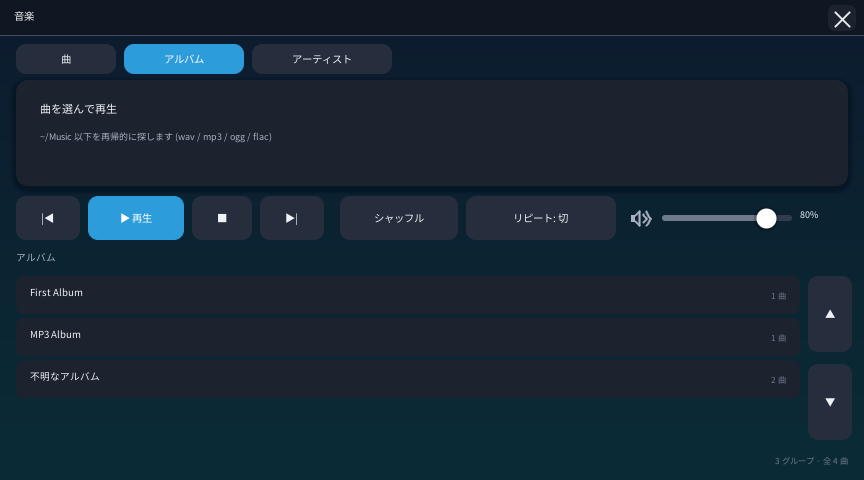 音楽
曲
アルバム
アーティスト
曲を選んで再生
~/Music 以下を再帰的に探します (wav / mp3 / ogg / flac)
|◀
▶ 再生
■
▶|
シャッフル
リピート: 切
80%
アルバム
First Album
1 曲
MP3 Album
1 曲
不明なアルバム
2 曲
▲
▼
3 グループ · 全 4 曲